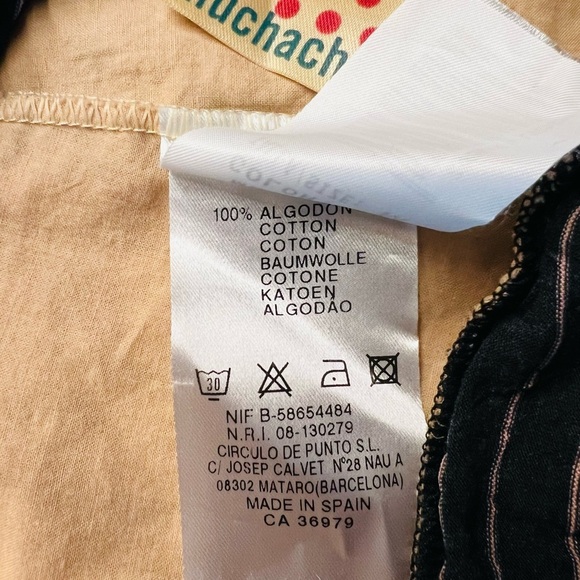 uchach
100% ALGODON
COTTON
COTON
BAUMWOLLE
COTONE
KATOEN
ALGODÃO
30
NIF B-58654484
N.R.I. 08-130279
CIRCULO DE PUNTO S.L.
C/ JOSEP CALVET Nº28 NAU A
08302 MATARO(BARCELONA)
MADE IN SPAIN
CA 36979